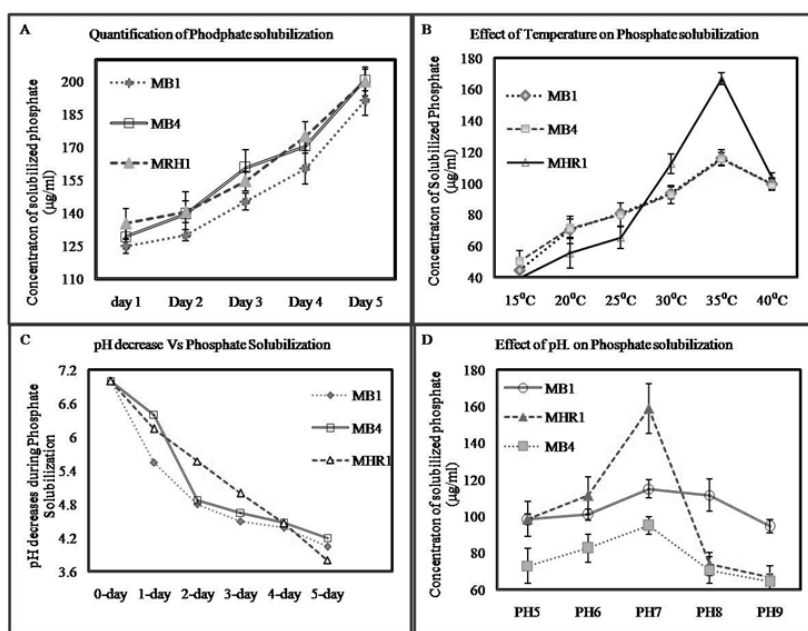 A
Quantification of Phodphate solubilization
Concentraton of solubilized phosphate
(µg/ml)
200
185
170
155
140
125
110
MB1
MB4
MRH1
day 1 Day 2 Day 3 Day 4 Day 5
B
Effect of Temperature on Phosphate solubilization
Concentration of Solubilized Phosphate
(µg/ml)
180
160
140
120
100
80
60
40
MB1
MB4
MHR1
15°C 20°C 25°C 30°C 35°C 40°C
C
pH decrease Vs Phosphate Solubilization
pH decreases during Phosphate
Solubilization
7.2
6.6
6
5.4
4.8
4.2
3.6
MB1
MB4
MHR1
0-day 1-day 2-day 3-day 4-day 5-day
D
Effect of pH. on Phosphate solubilization
Concentraton of solubilized phosphate
(µg/ml)
180
160
140
120
100
80
60
MB1
MHR1
MB4
PH5 PH6 PH7 PH8 PH9